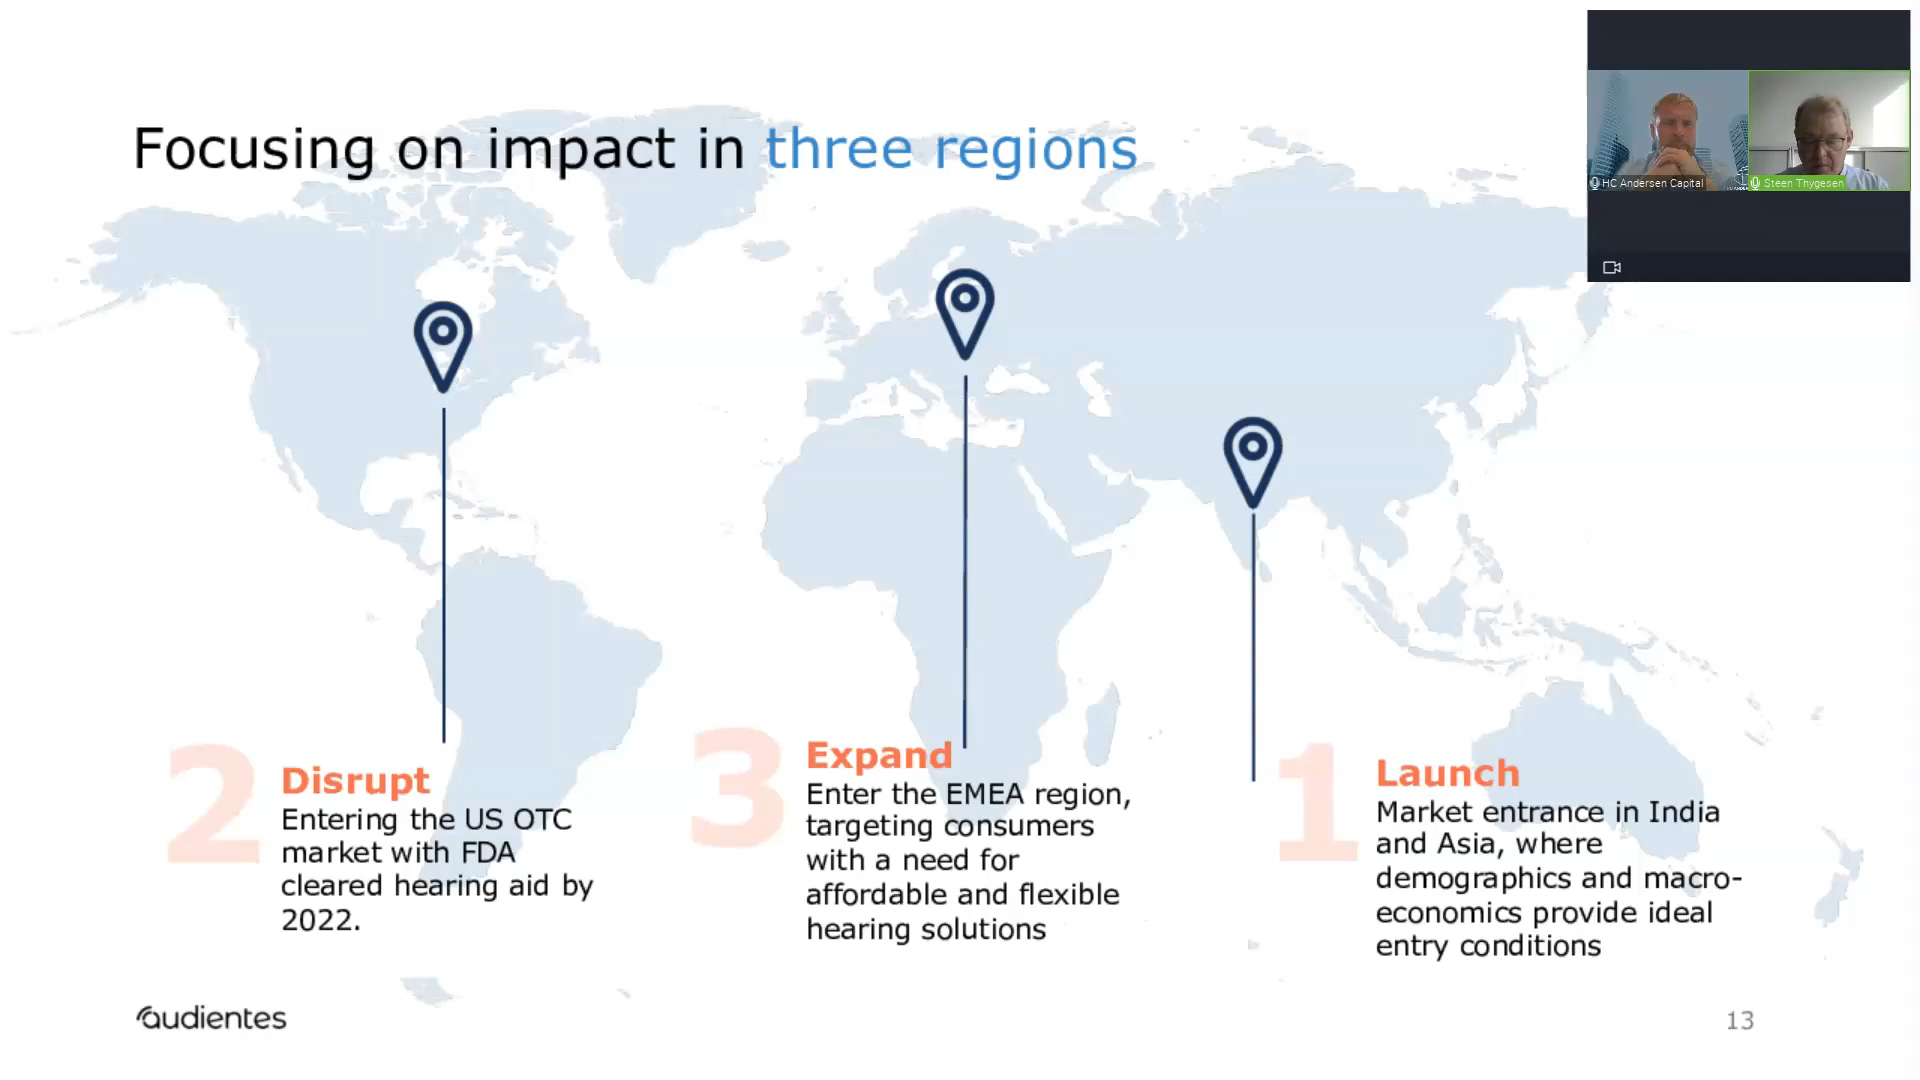 Focusing on impact in three regions
HC Andersen Capital
Steen Thygesen
2
Disrupt
Entering the US OTC
market with FDA
cleared hearing aid by
2022.
3
Expand
Enter the EMEA region,
targeting consumers
with a need for
affordable and flexible
hearing solutions
1
Launch
Market entrance in India
and Asia, where
demographics and macro-
economics provide ideal
entry conditions
audientes
13